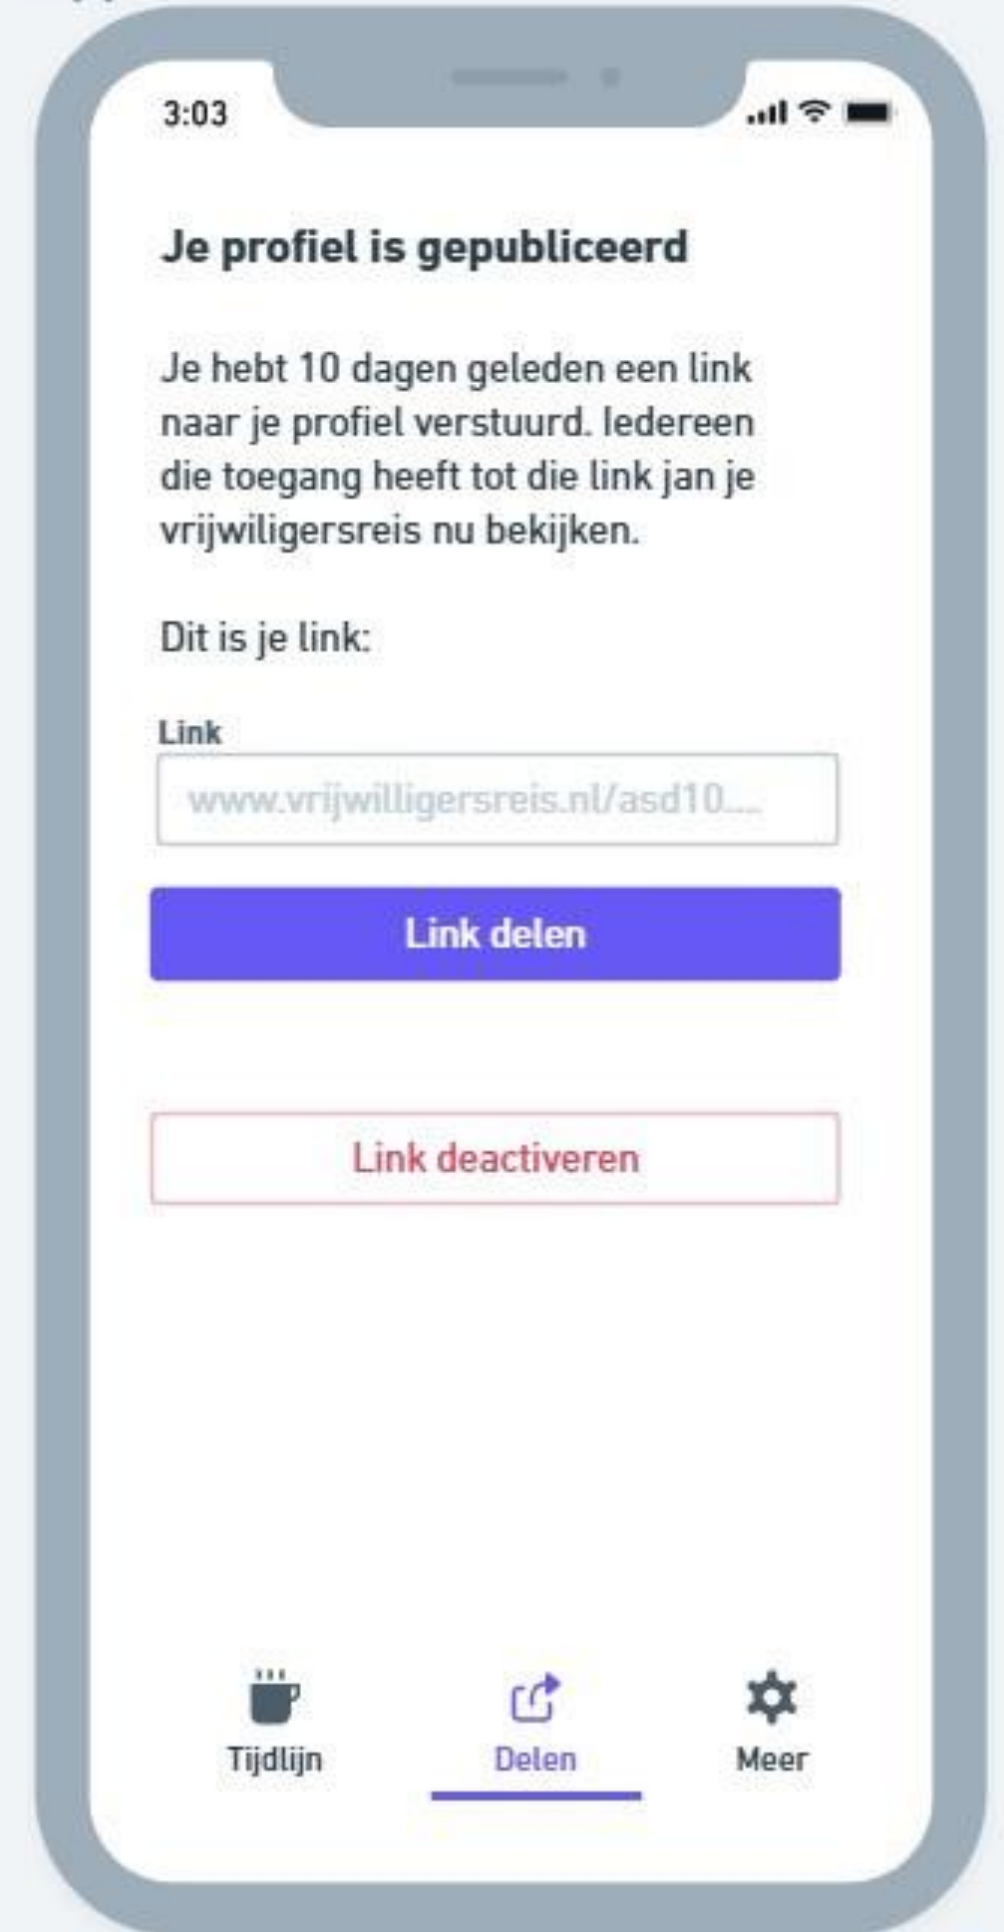 3:03
Je profiel is gepubliceerd
Je hebt 10 dagen geleden een link
naar je profiel verstuurd. Iedereen
die toegang heeft tot die link jan je
vrijwiligersreis nu bekijken.
Dit is je link:
Link
www.vrijwilligersreis.nl/asd10....
Link delen
Link deactiveren
Tijdlijn Delen Meer